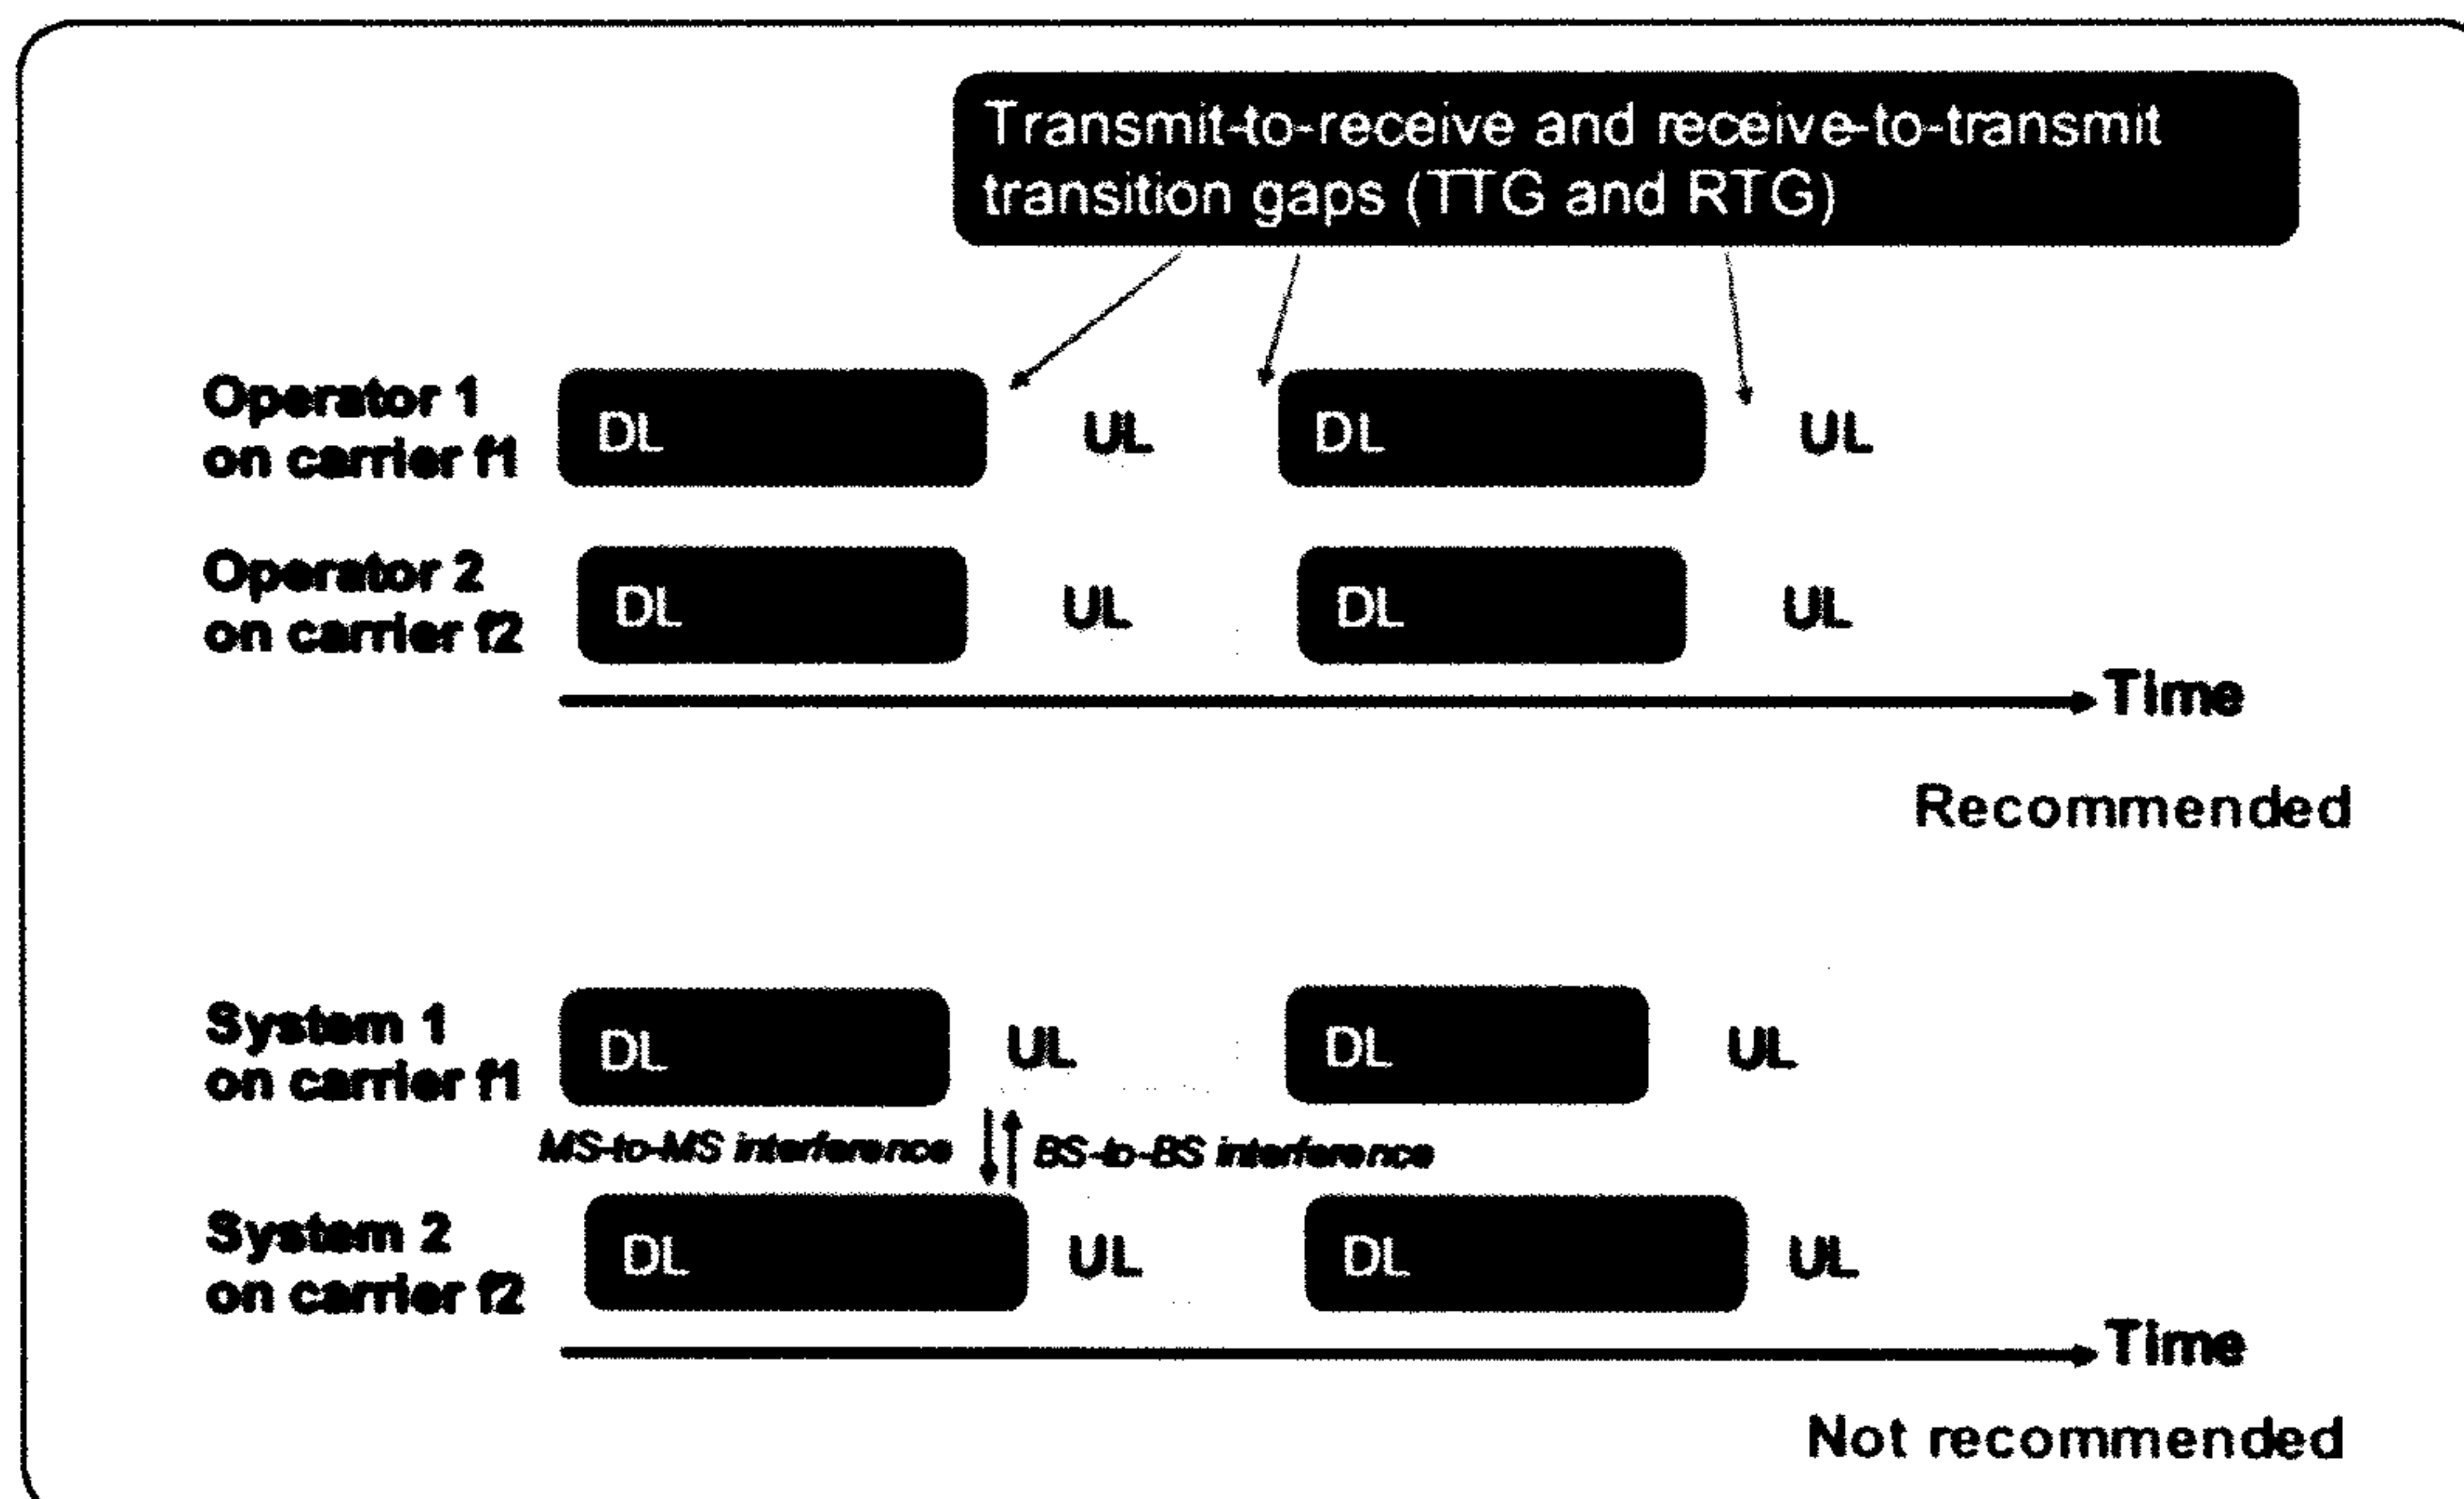 Transmit-to-receive and receive-to-transmit
transition gaps (TTG and RTG)
Operator 1
on carrier f1
DL UL DL UL
Operator 2
on carrier f2
DL UL DL UL
Time
Recommended
System 1
on carrier f1
DL UL DL UL
MS-to-MS interference BS-to-BS interference
System 2
on carrier f2
DL UL DL UL
Time
Not recommended